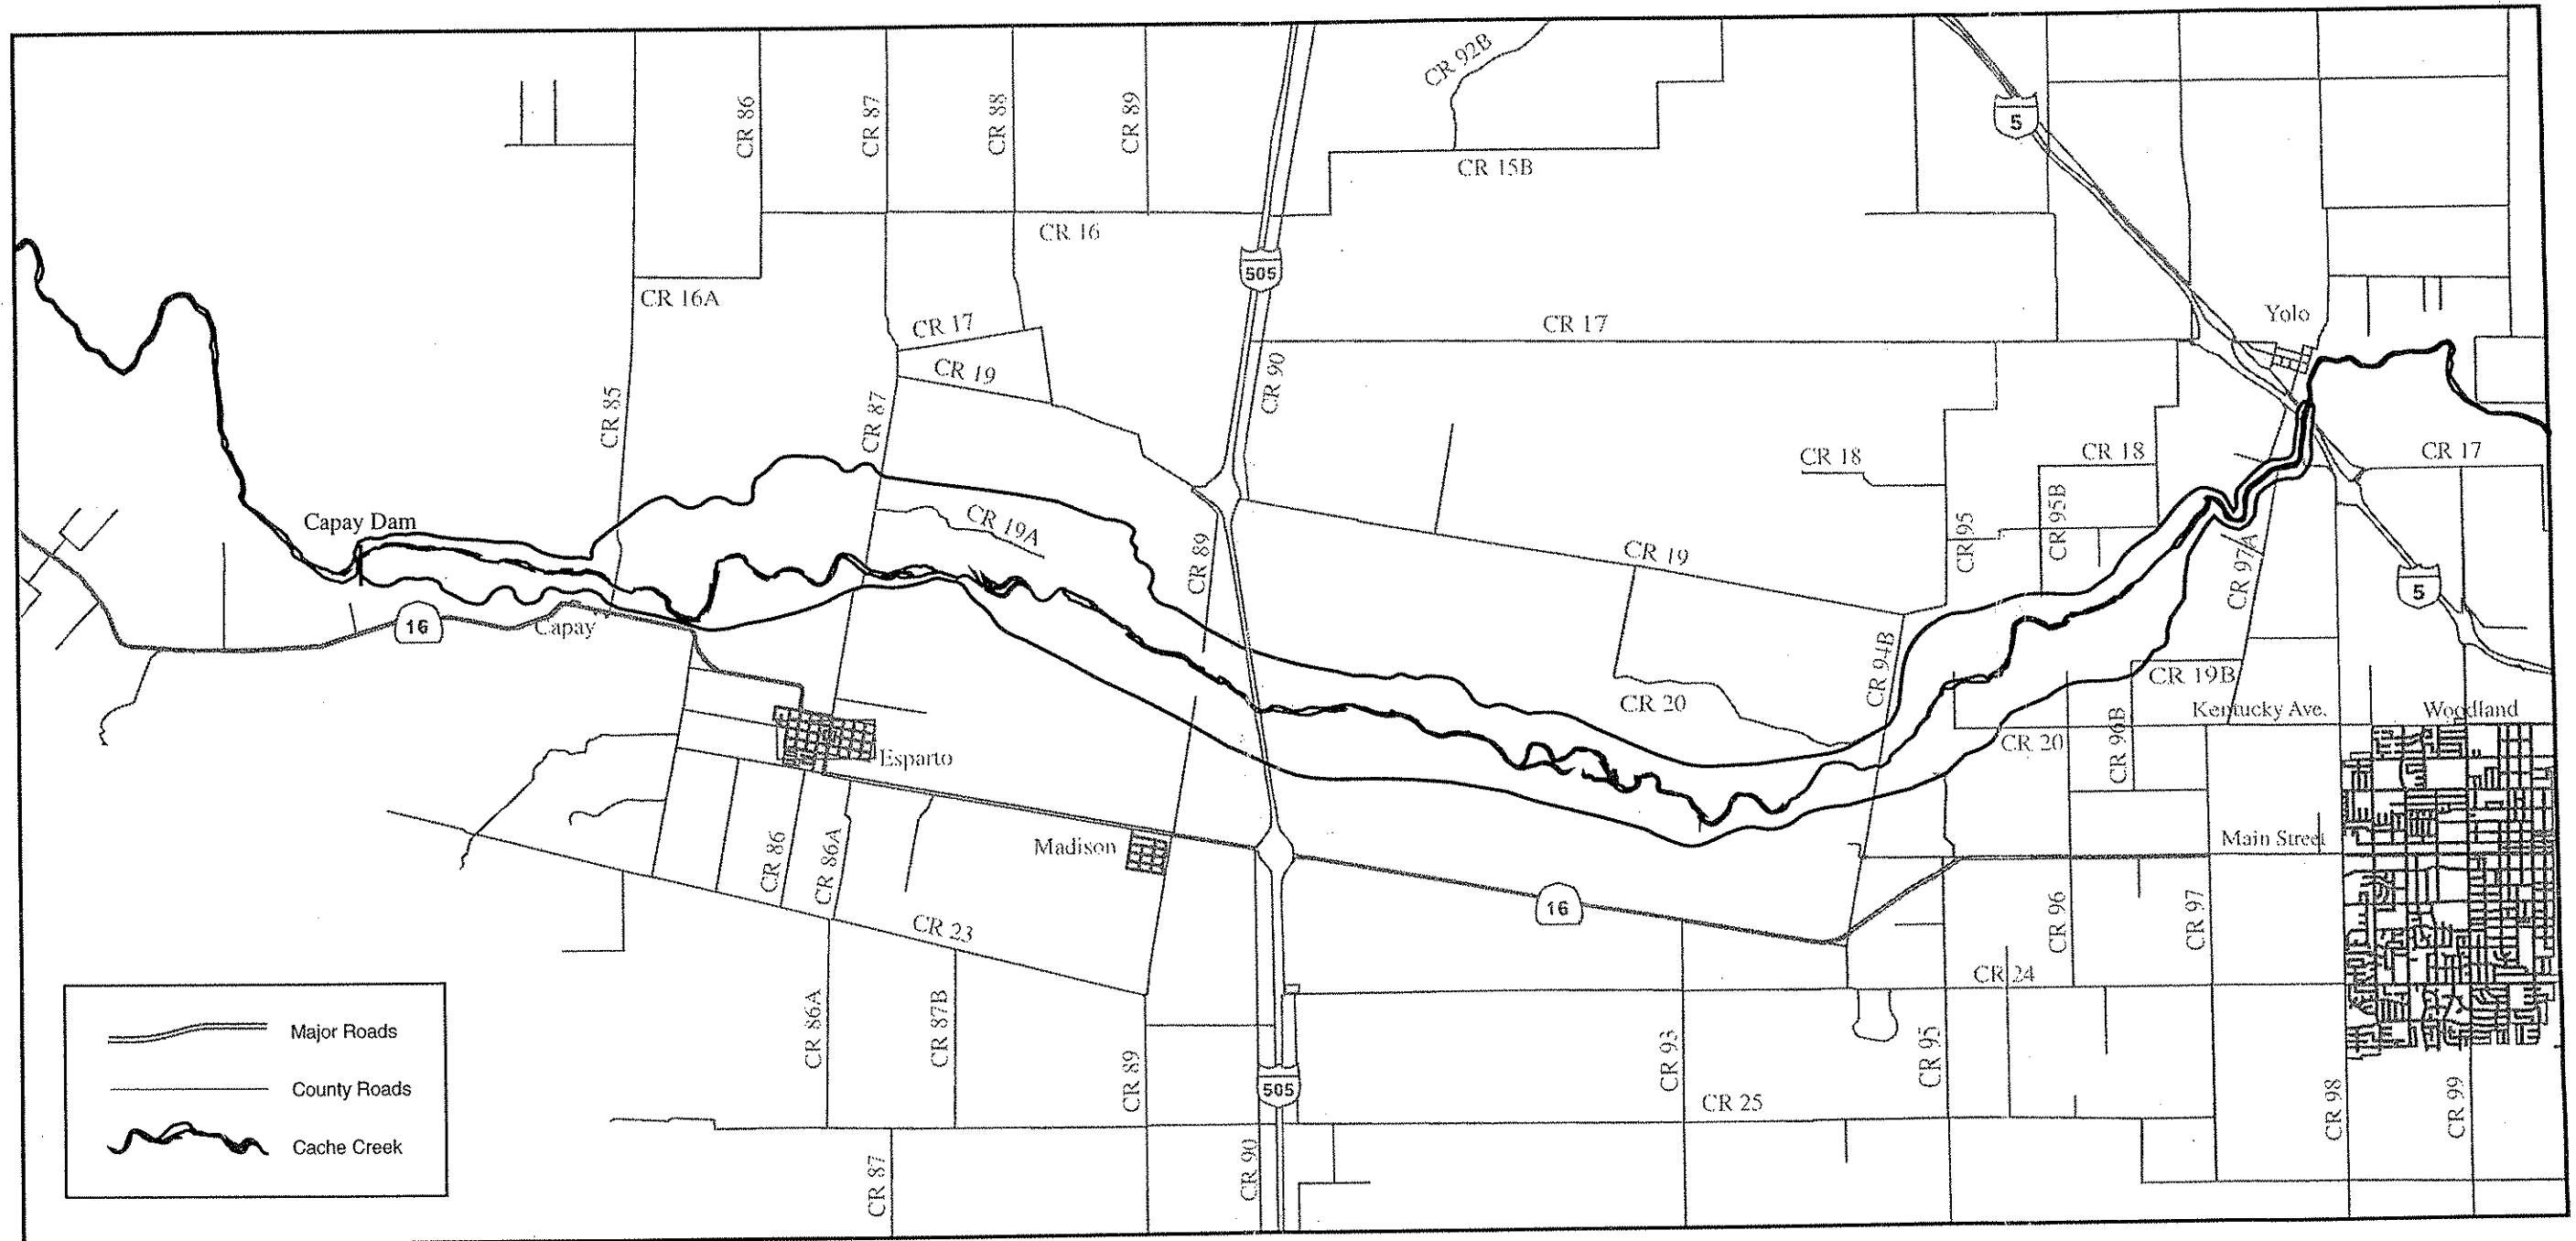 CR 92B
5
CR 86
CR 87
CR 88
CR 89
CR 15B
CR 16
505
CR 16A
Yolo
CR 17
CR 17
CR 19
CR 90
CR 85
CR 87
CR 18
CR 18
CR 17
Capay Dam
CR 19A
CR 89
CR 19
CR 95
CR 95B
CR 97A
5
16
Capay
CR 94B
CR 19B
CR 20
Kentucky Ave.
Woodland
CR 20
CR 96B
Esparto
Madison
Main Street
CR 86
CR 86A
16
CR 23
CR 96
CR 97
CR 24
CR 86A
CR 87B
CR 89
505
CR 93
CR 95
CR 25
CR 98
CR 99
CR 87
CR 90
Major Roads
County Roads
Cache Creek